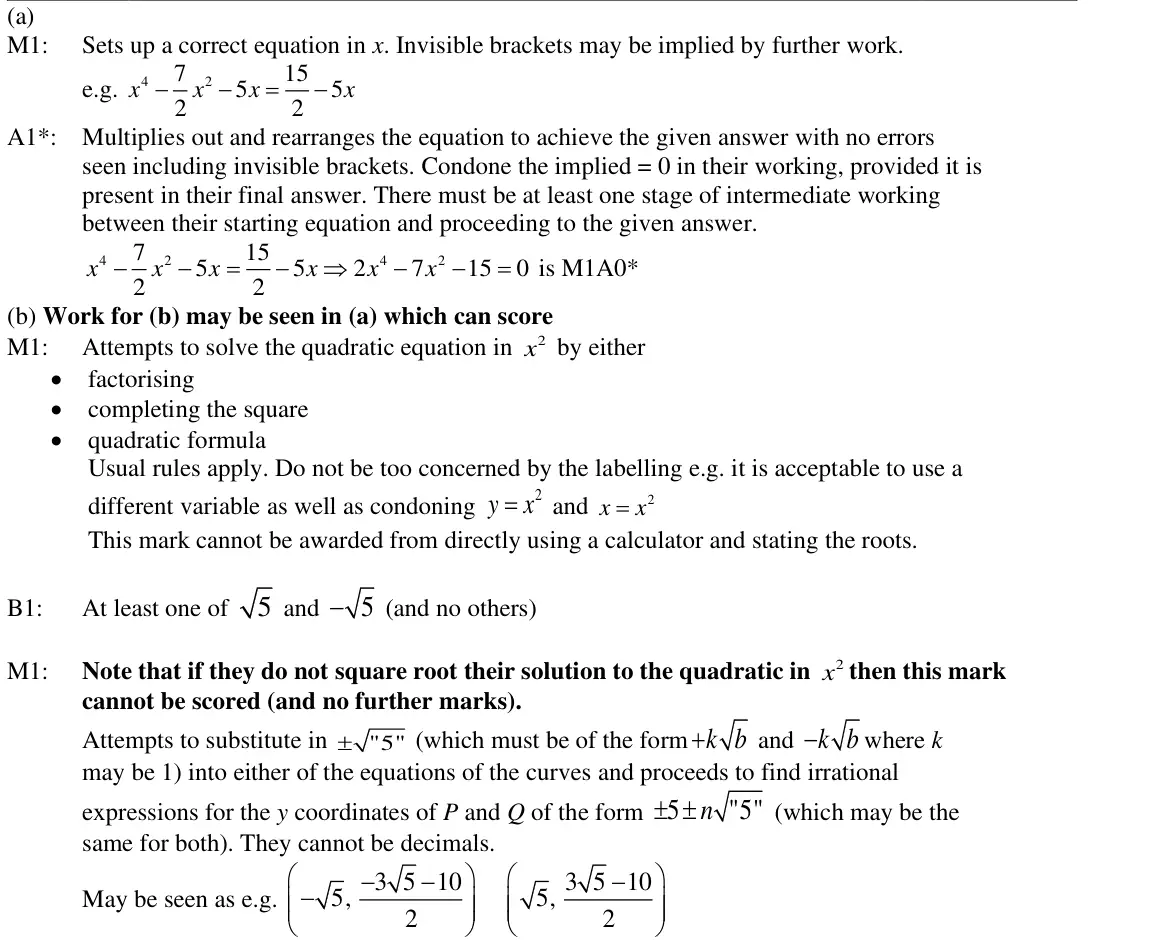 (a)
M1: Sets up a correct equation in x. Invisible brackets may be implied by further work.
e.g. x⁴ − 7/2 x² − 5x = 15/2 − 5x
A1*: Multiplies out and rearranges the equation to achieve the given answer with no errors
seen including invisible brackets. Condone the implied = 0 in their working, provided it is
present in their final answer. There must be at least one stage of intermediate working
between their starting equation and proceeding to the given answer.
x⁴ − 7/2 x² − 5x = 15/2 − 5x ⇒ 2x⁴ − 7x² − 15 = 0 is M1A0*
(b) Work for (b) may be seen in (a) which can score
M1: Attempts to solve the quadratic equation in x² by either
• factorising
• completing the square
• quadratic formula
Usual rules apply. Do not be too concerned by the labelling e.g. it is acceptable to use a
different variable as well as condoning y = x² and x = x²
This mark cannot be awarded from directly using a calculator and stating the roots.
B1: At least one of √5 and −√5 (and no others)
M1: Note that if they do not square root their solution to the quadratic in x² then this mark
cannot be scored (and no further marks).
Attempts to substitute in ±√"5" (which must be of the form +k√b and −k√b where k
may be 1) into either of the equations of the curves and proceeds to find irrational
expressions for the y coordinates of P and Q of the form ±5±n√"5" (which may be the
same for both). They cannot be decimals.
May be seen as e.g. (−√5, (−3√5 − 10)/2) (√5, (3√5 − 10)/2)